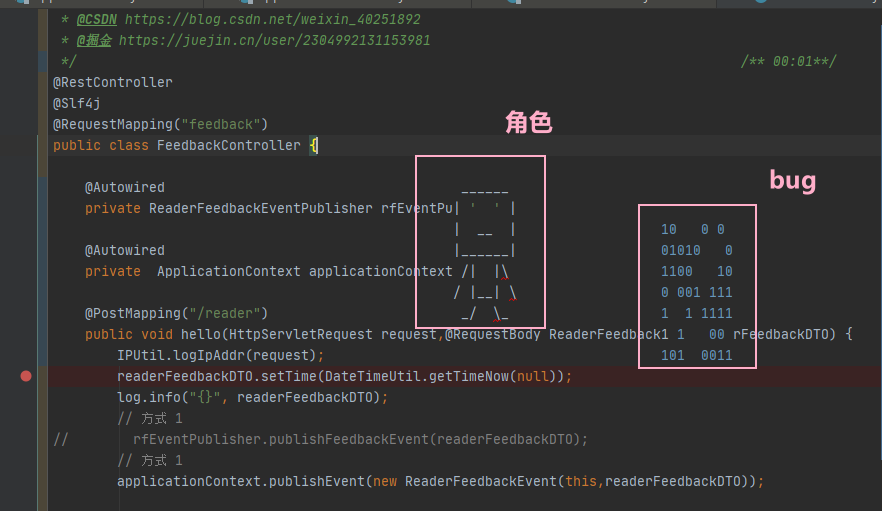 * @CSDN https://blog.csdn.net/weixin_40251892
* @掘金 https://juejin.cn/user/2304992131153981
*/ /** 00:01**/
@RestController
@Slf4j
@RequestMapping("feedback")
角色
public class FeedbackController {
bug
@Autowired ______
private ReaderFeedbackEventPublisher rfEventPu| ' ' |
| __ | 10 0 0
@Autowired |______| 01010 0
private ApplicationContext applicationContext /| |\ 1100 10
/ |__| \ 0 001 111
@PostMapping("/reader") _/ \_ 1 1 1111
public void hello(HttpServletRequest request,@RequestBody ReaderFeedback1 1 00 rFeedbackDTO) {
IPUtil.logIpAddr(request); 101 0011
readerFeedbackDTO.setTime(DateTimeUtil.getTimeNow(null));
log.info("{}", readerFeedbackDTO);
// 方式 1
// rfEventPublisher.publishFeedbackEvent(readerFeedbackDTO);
// 方式 1
applicationContext.publishEvent(new ReaderFeedbackEvent(this,readerFeedbackDTO));